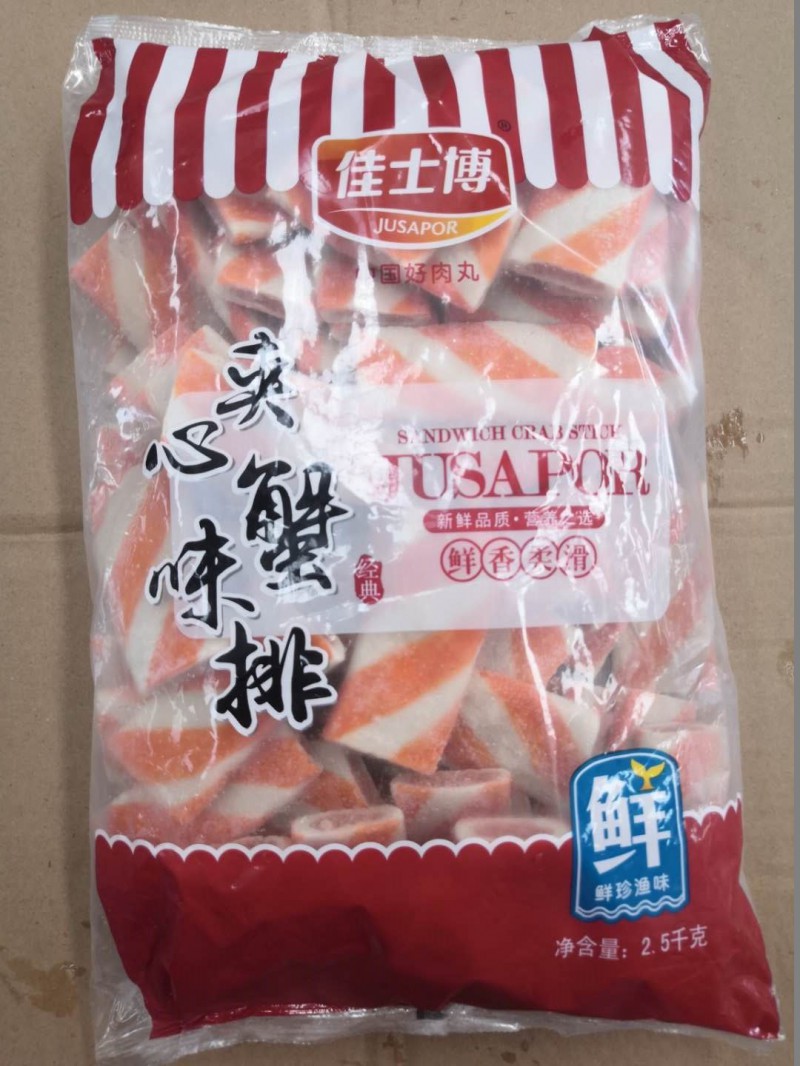 佳士博
®
JUSAPOR
中国好肉丸
夹心蟹味排
经典
SANDWICH CRAB STICK
JUSAPOR
新鲜品质·营养之选
鲜香柔滑
鲜
鲜珍渔味
净含量：2.5千克